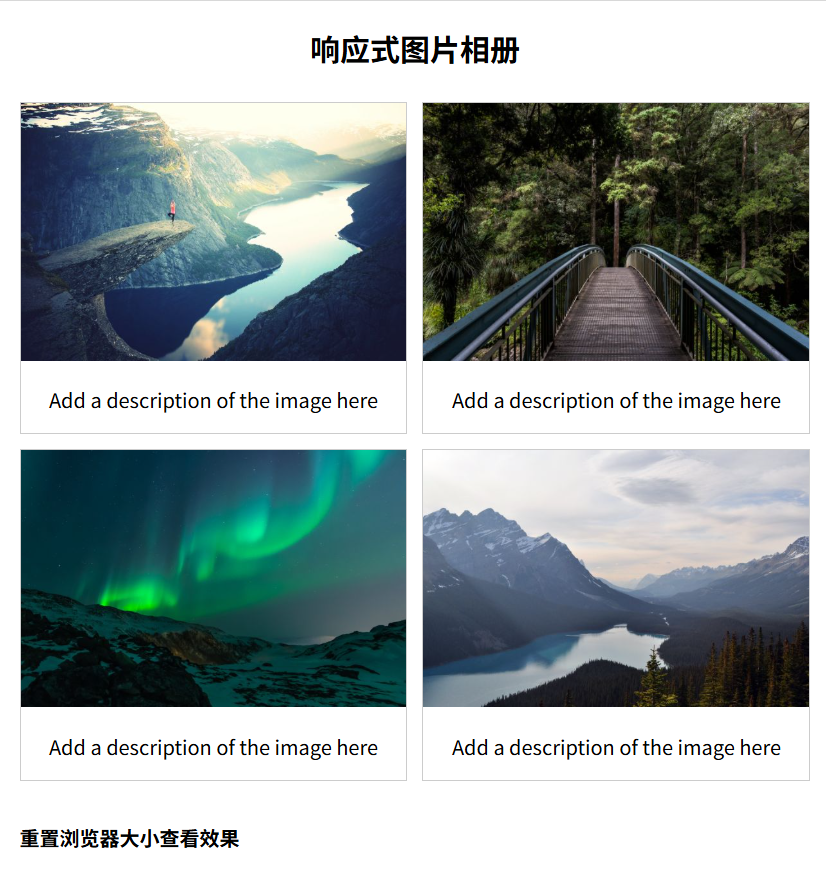 响应式图片相册
Add a description of the image here
Add a description of the image here
Add a description of the image here
Add a description of the image here
重置浏览器大小查看效果